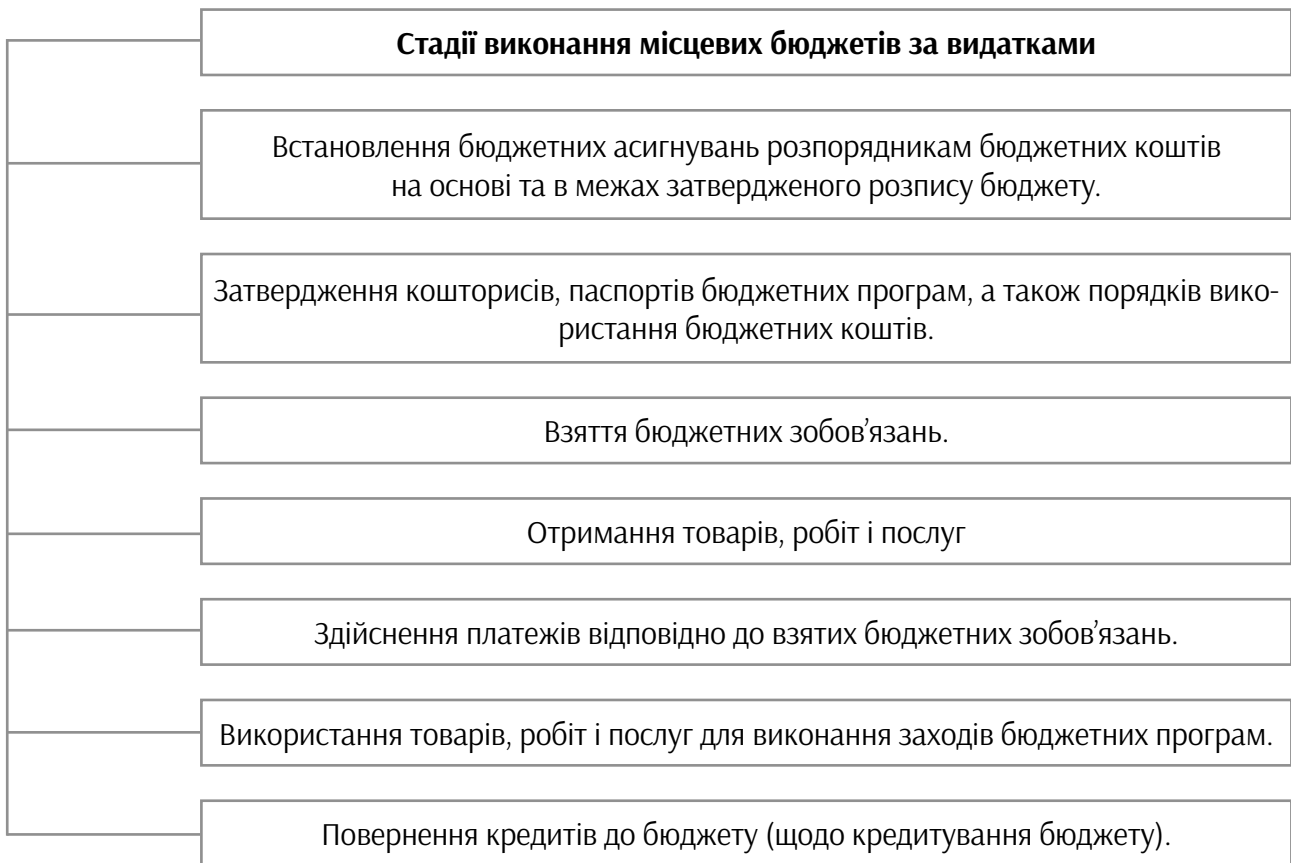 Стадії виконання місцевих бюджетів за видатками
Встановлення бюджетних асигнувань розпорядникам бюджетних коштів
на основі та в межах затвердженого розпису бюджету.
Затвердження кошторисів, паспортів бюджетних програм, а також порядків вико-
ристання бюджетних коштів.
Взяття бюджетних зобов’язань.
Отримання товарів, робіт і послуг
Здійснення платежів відповідно до взятих бюджетних зобов’язань.
Використання товарів, робіт і послуг для виконання заходів бюджетних програм.
Повернення кредитів до бюджету (щодо кредитування бюджету).